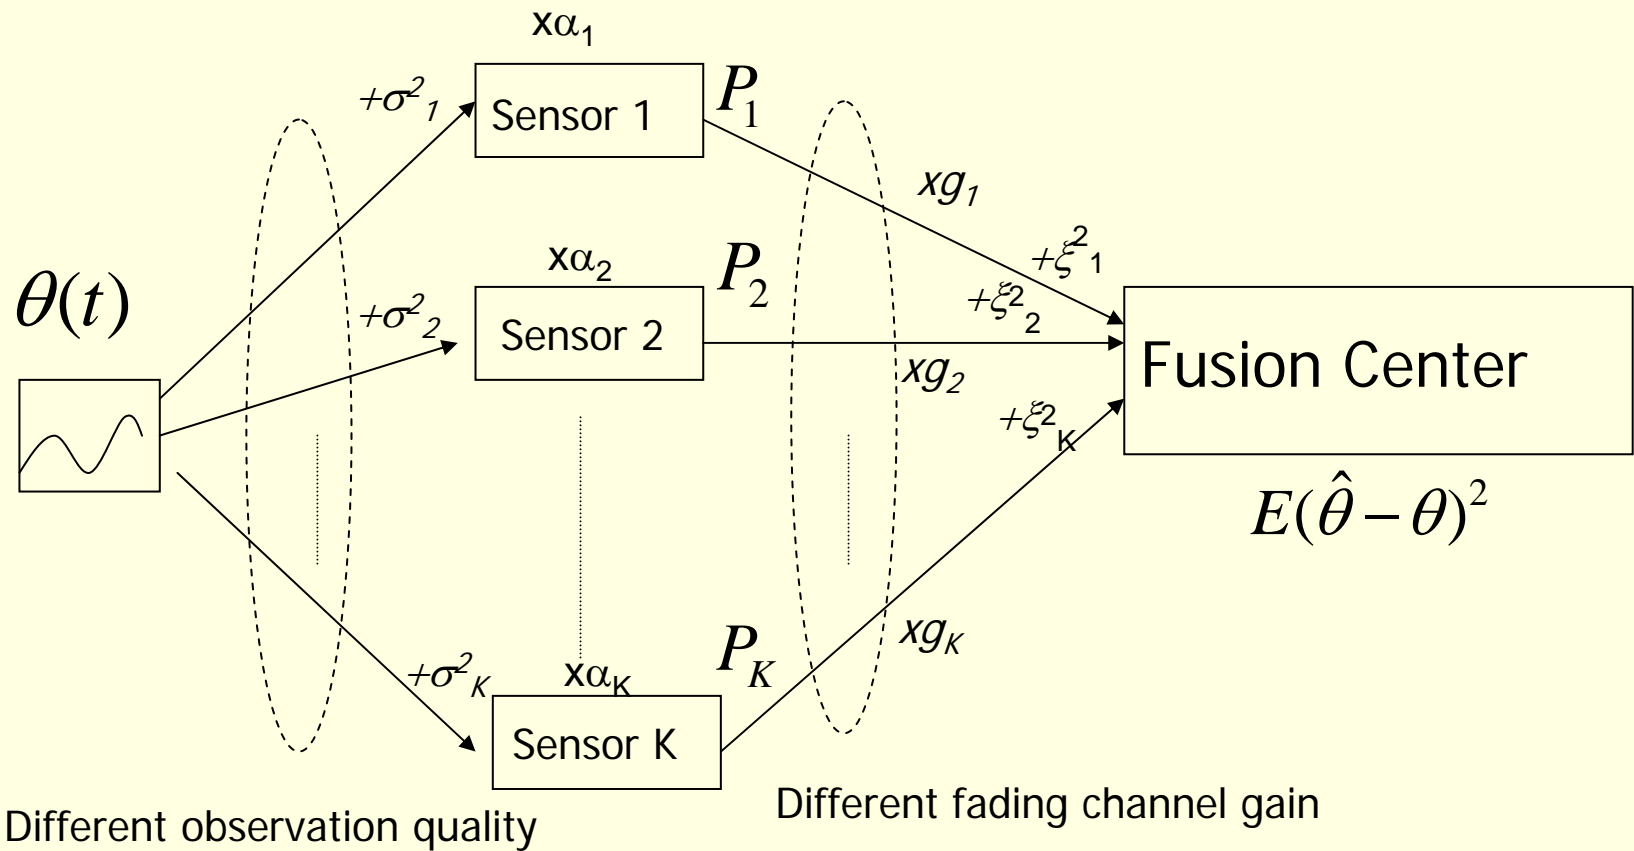 xα₁
+σ²₁
Sensor 1
P₁
xg₁
+ξ²₁
θ(t)
xα₂
+σ²₂
Sensor 2
P₂
+ξ²₂
xg₂
Fusion Center
+ξ²K
E(θ̂ − θ)²
+σ²K
xαK
Sensor K
PK
xgK
Different observation quality
Different fading channel gain